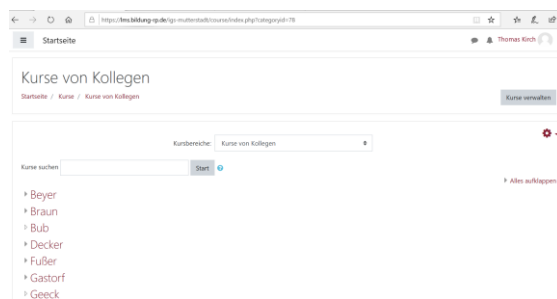 https://lms.bildung-rp.de/igs-mutterstadt/course/index.php?categoryid=78
Startseite
Thomas Kirch
Kurse von Kollegen
Startseite / Kurse / Kurse von Kollegen
Kurse verwalten
Kursbereiche: Kurse von Kollegen
Kurse suchen Start
Alles aufklappen
Beyer
Braun
Bub
Decker
Fußer
Gastorf
Geeck